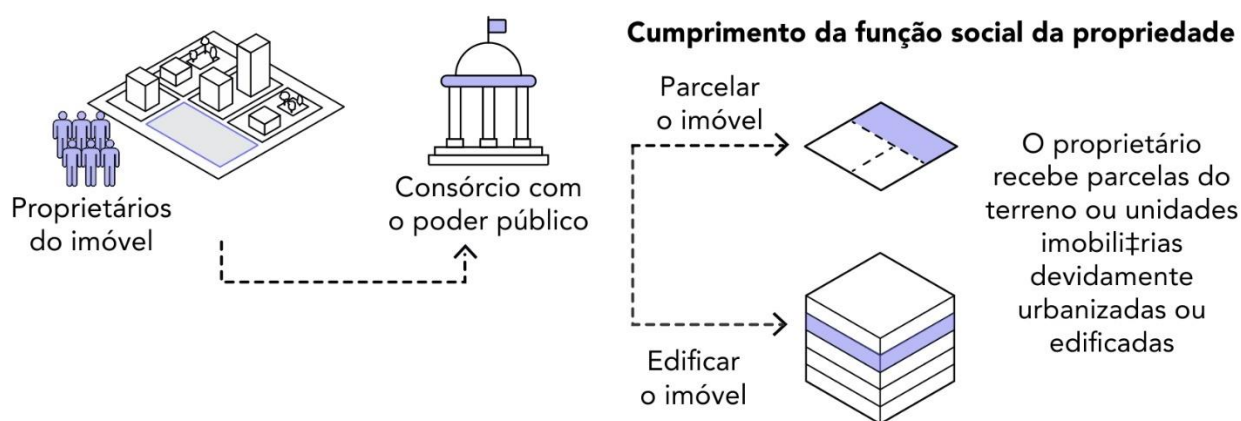 Proprietários
do imóvel
Consórcio com
o poder público
Cumprimento da função social da propriedade
Parcelar
o imóvel
Edificar
o imóvel
O proprietário
recebe parcelas do
terreno ou unidades
imobili‡rias
devidamente
urbanizadas ou
edificadas